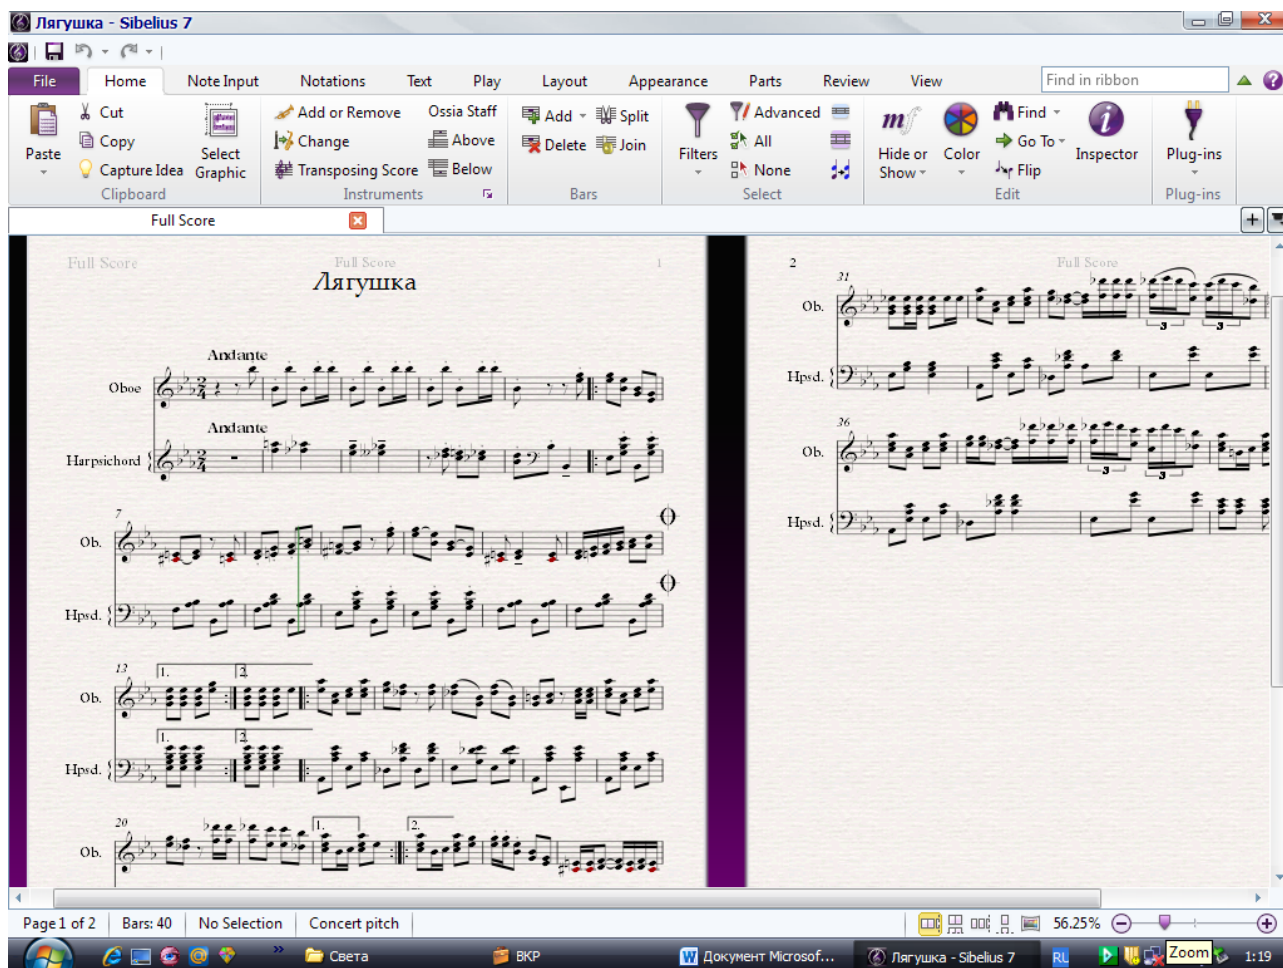 Лягушка - Sibelius 7
File Home Note Input Notations Text Play Layout Appearance Parts Review View Find in ribbon
Paste
Cut
Copy
Capture Idea
Select Graphic
Clipboard
Add or Remove
Change
Transposing Score
Ossia Staff
Above
Below
Instruments
Add
Delete
Split
Join
Bars
Filters
Advanced
All
None
Select
Hide or Show
Color
Find
Go To
Flip
Inspector
Edit
Plug-ins
Plug-ins
Full Score
Full Score Full Score 1
Лягушка
Andante
Oboe
Andante
Harpsichord
7
Ob.
Hpsd.
13 1. 2.
Ob.
1. 2.
Hpsd.
20 1. 2.
Ob.
2 Full Score
31
Ob.
3 3
Hpsd.
36
Ob.
3 3
Hpsd.
Page 1 of 2 Bars: 40 No Selection Concert pitch 56.25%
Света ВКР Документ Microsof... Лягушка - Sibelius 7 RU Zoom 1:19